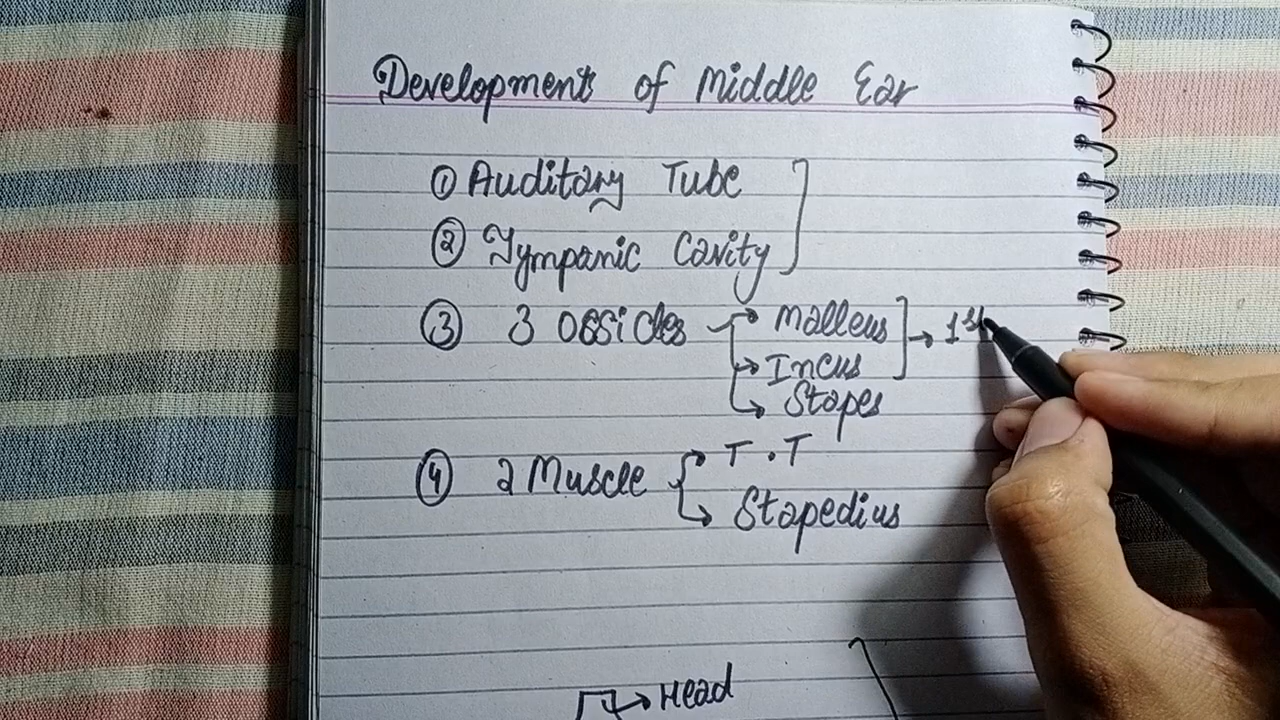 Development of Middle Ear
① Auditory Tube
② Tympanic Cavity
③ 3 Ossicles → Malleus → 1st
→ Incus
→ Stapes
④ 2 Muscle → T.T
→ Stapedius
→ Head